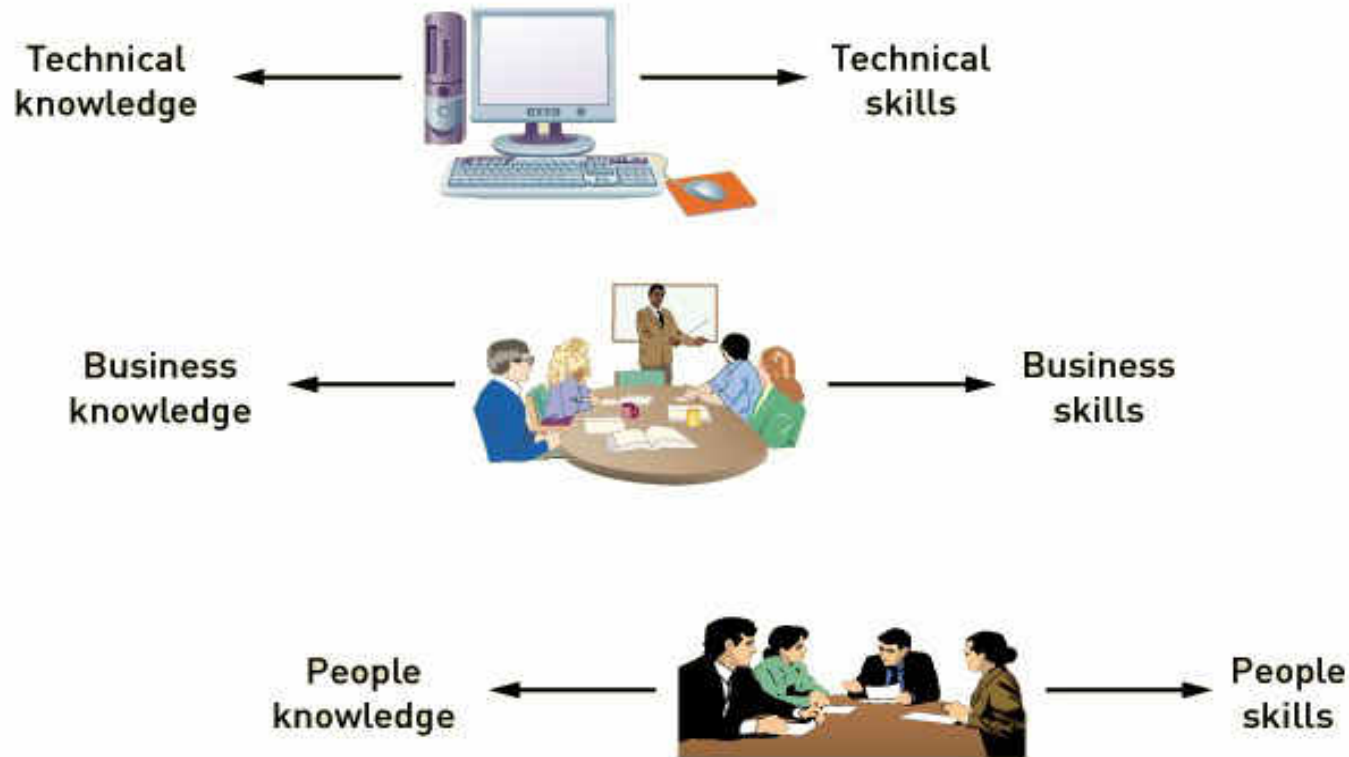 Technical
knowledge
Technical
skills
Business
knowledge
Business
skills
People
knowledge
People
skills